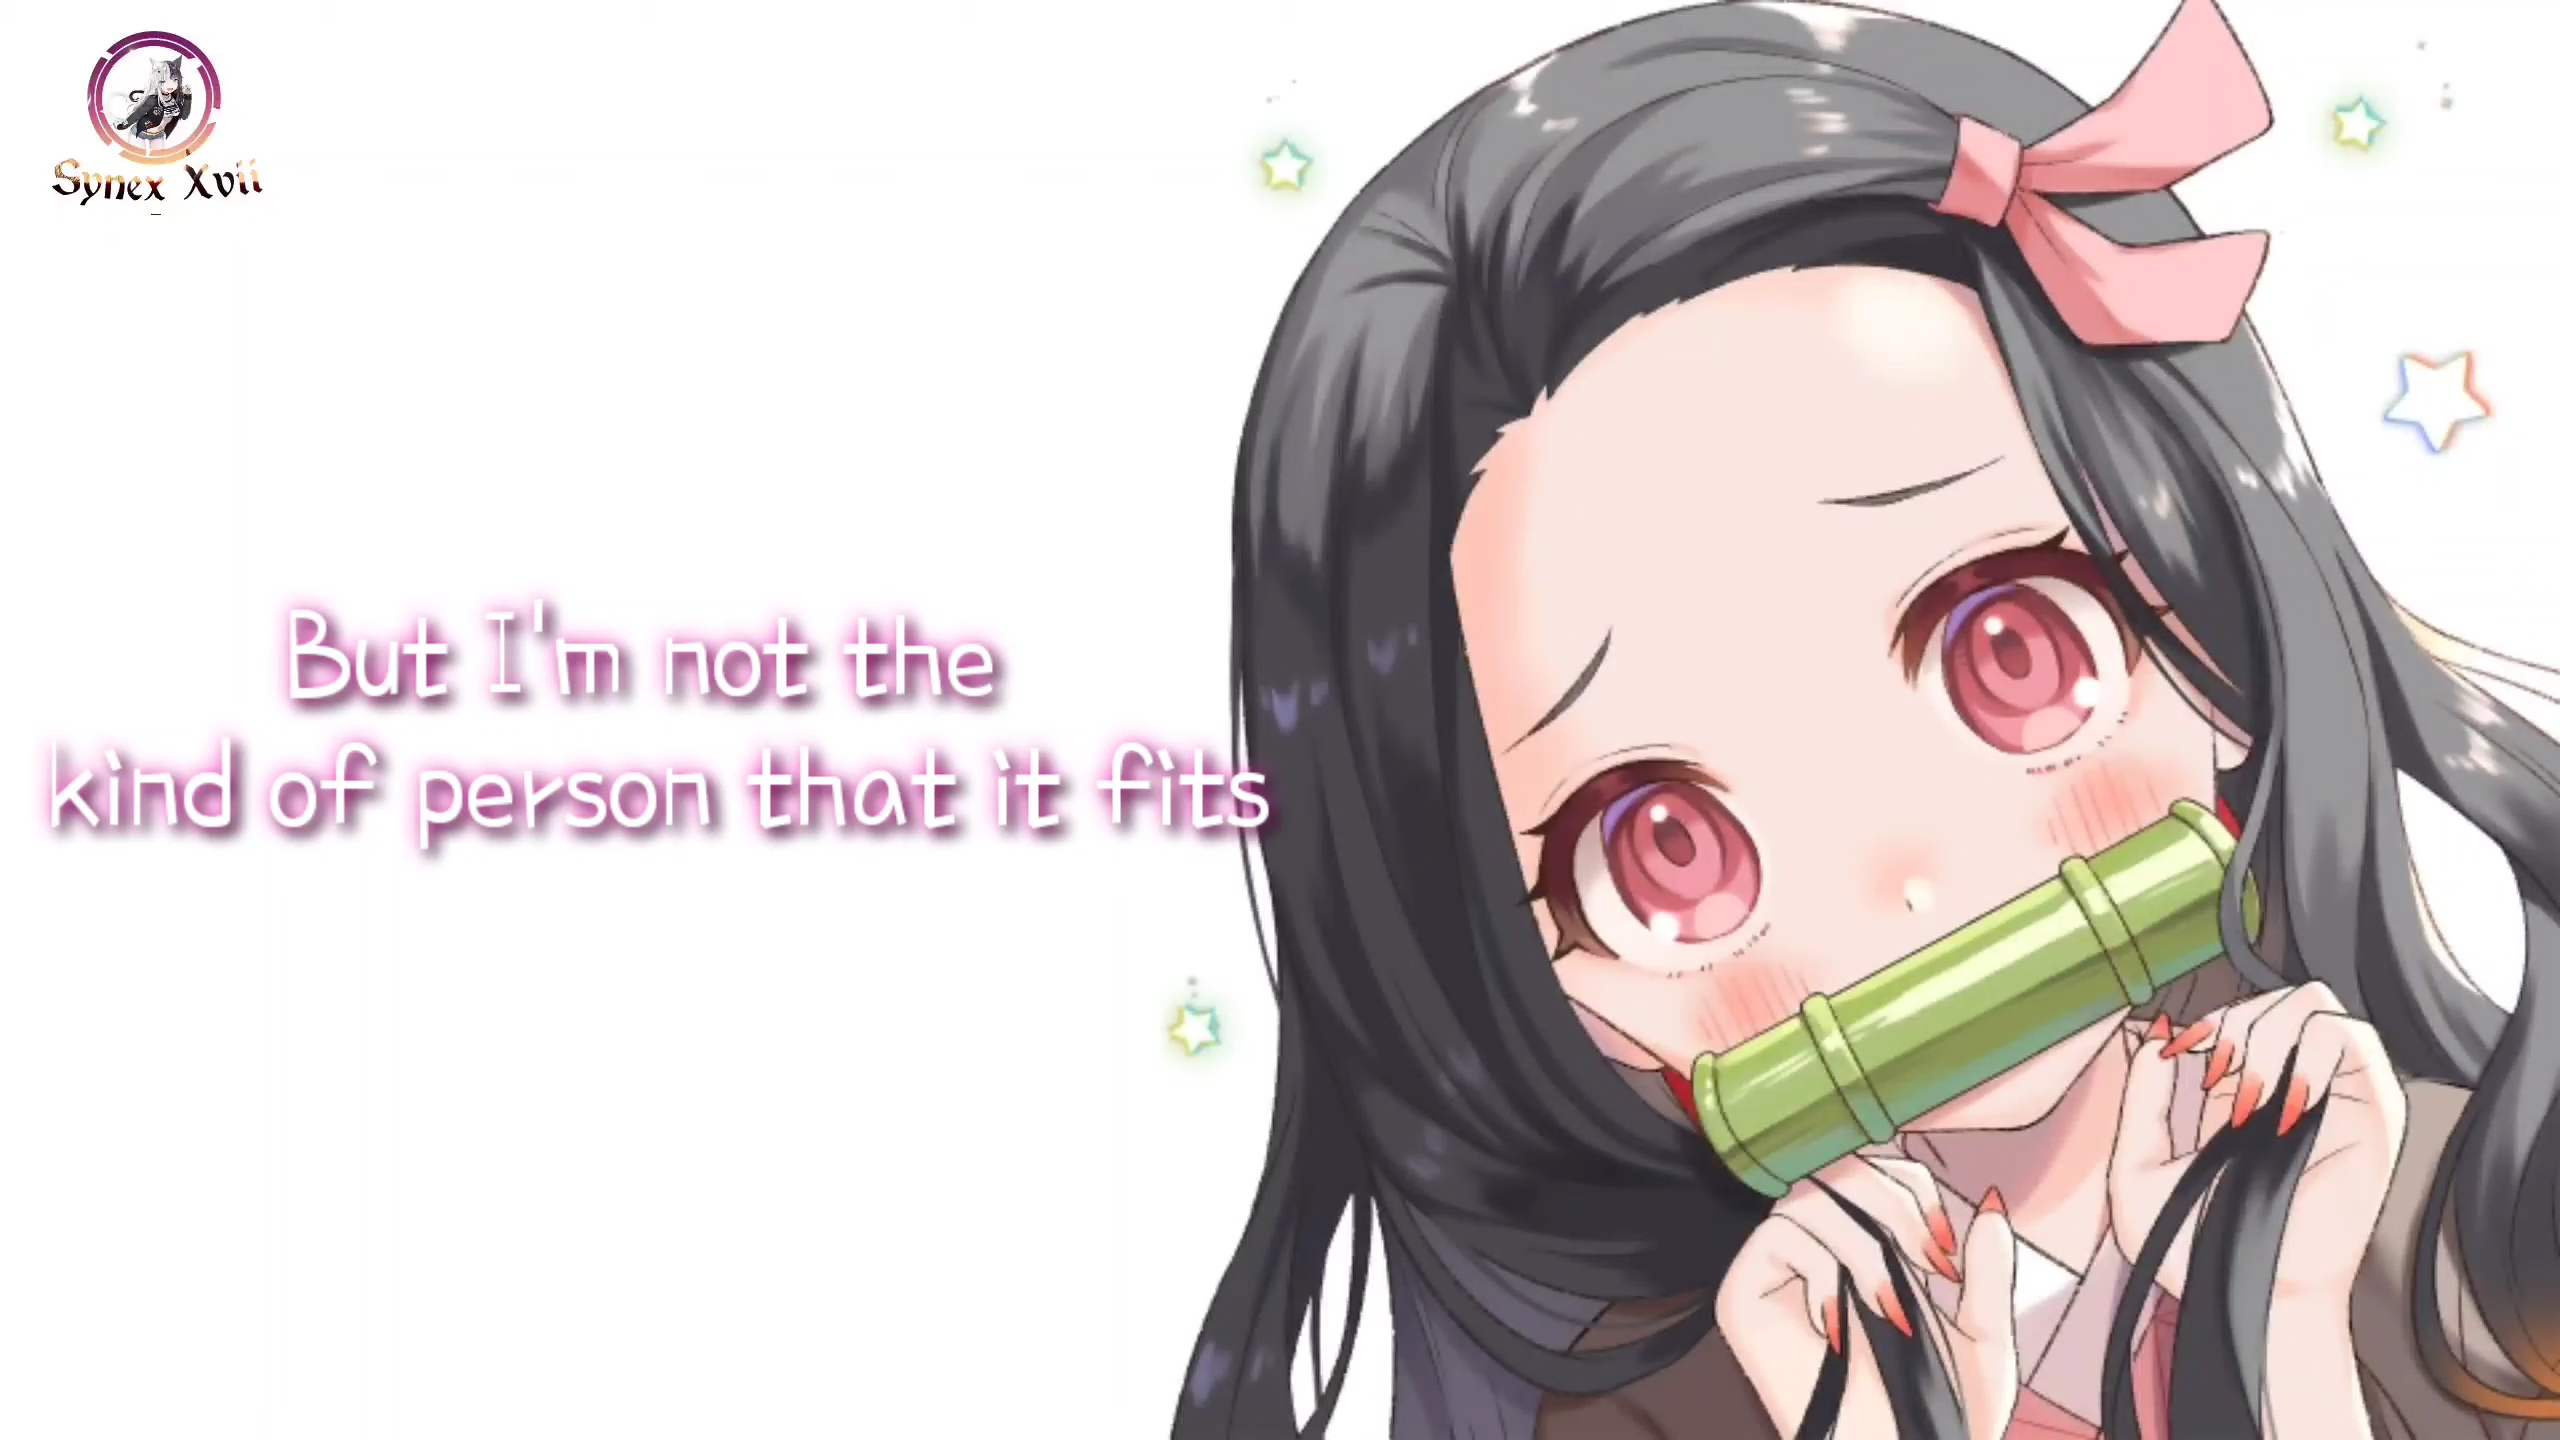 Synex Xvii
But I'm not the
kind of person that it fits